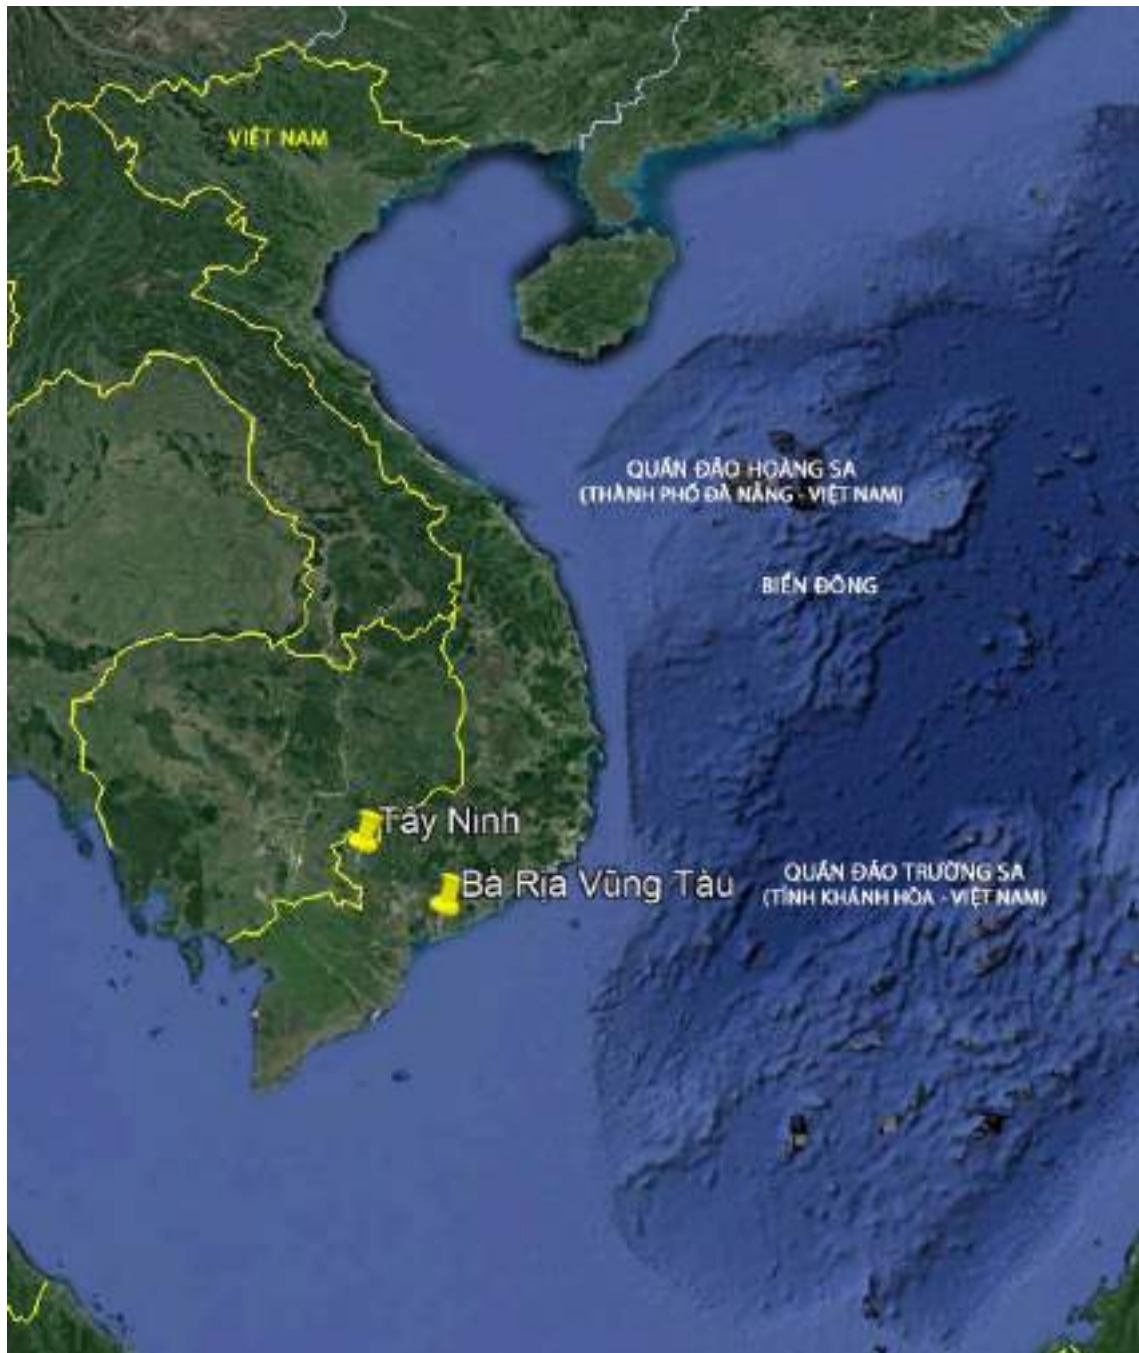 VIỆT NAM
QUẦN ĐẢO HOÀNG SA
(THÀNH PHỐ ĐÀ NẴNG - VIỆT NAM)
BIỂN ĐÔNG
Tây Ninh
Bà Rịa Vũng Tàu
QUẦN ĐẢO TRƯỜNG SA
(TỈNH KHÁNH HÒA - VIỆT NAM)